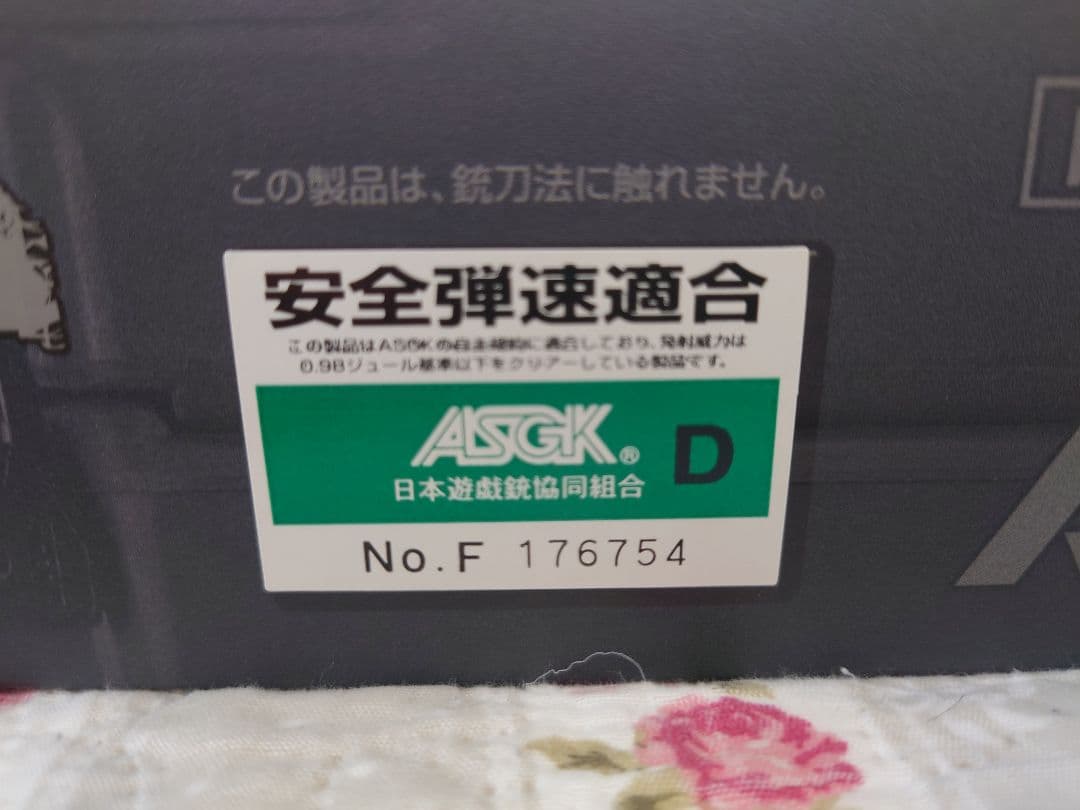 この製品は、銃刀法に触れません。
安全弾速適合
この製品はASGKの自主規約に適合しており、発射威力は
0.98ジュール基準以下をクリアーしている製品です。
ASGK® D
日本遊戯銃協同組合
No.F 176754